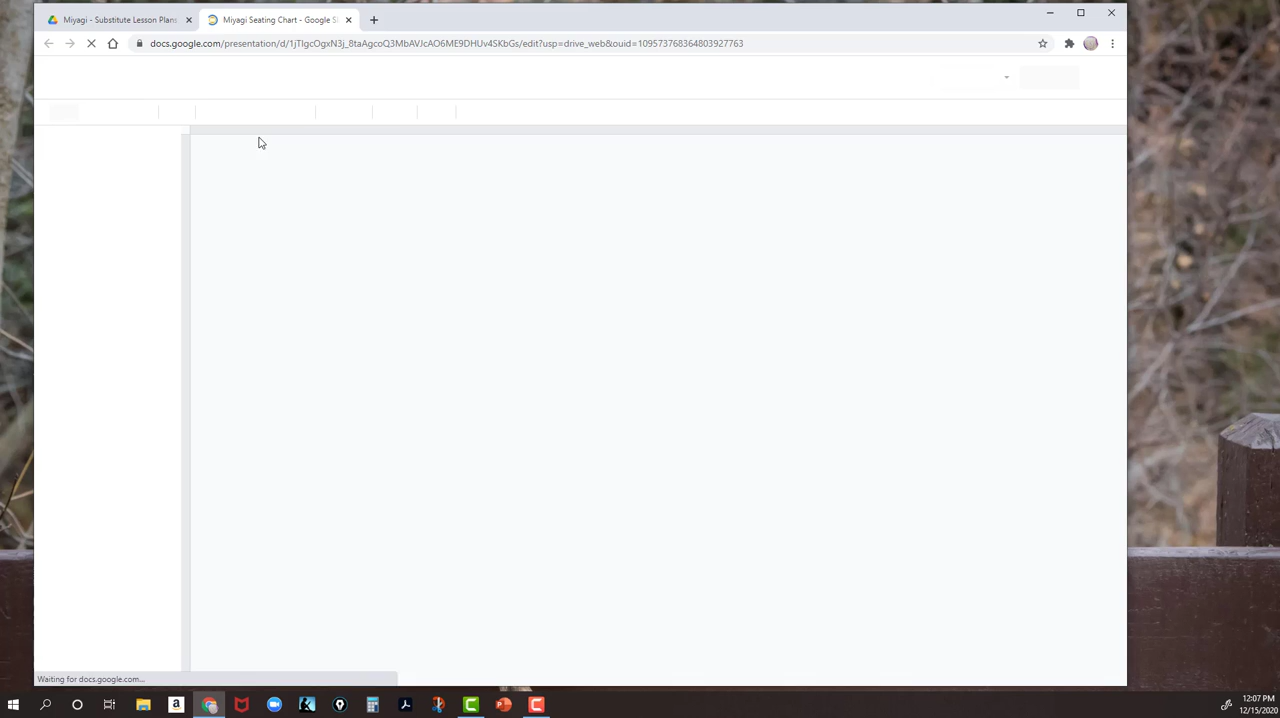 Miyagi - Substitute Lesson Plans
Miyagi Seating Chart - Google Sl
docs.google.com/presentation/d/1jTlgcOgxN3j_8taAgcoQ3MbAVJcAO6ME9DHUv4SKbGs/edit?usp=drive_web&ouid=109573768364803927763
Waiting for docs.google.com...
12:07 PM
12/15/2020